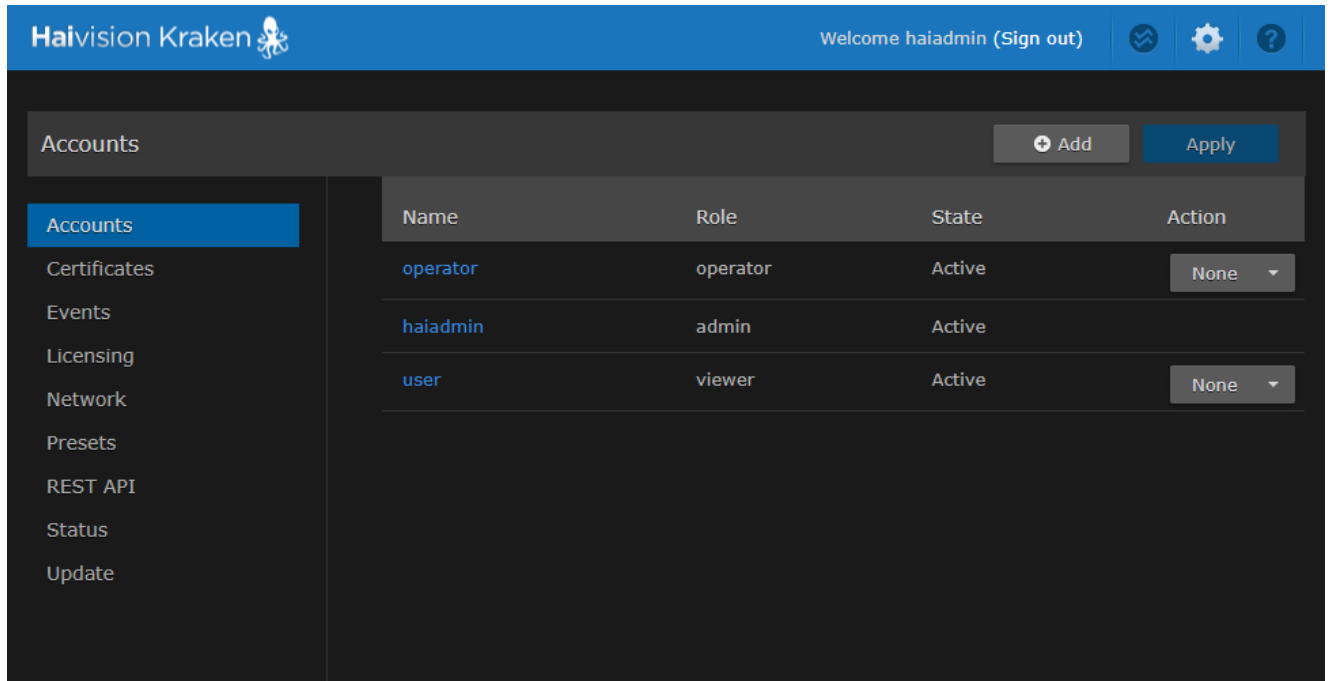 Haivision Kraken
Welcome haiadmin (Sign out)
?
Accounts
Add
Apply
Accounts
Certificates
Events
Licensing
Network
Presets
REST API
Status
Update
Name Role State Action
operator operator Active None
haiadmin admin Active
user viewer Active None